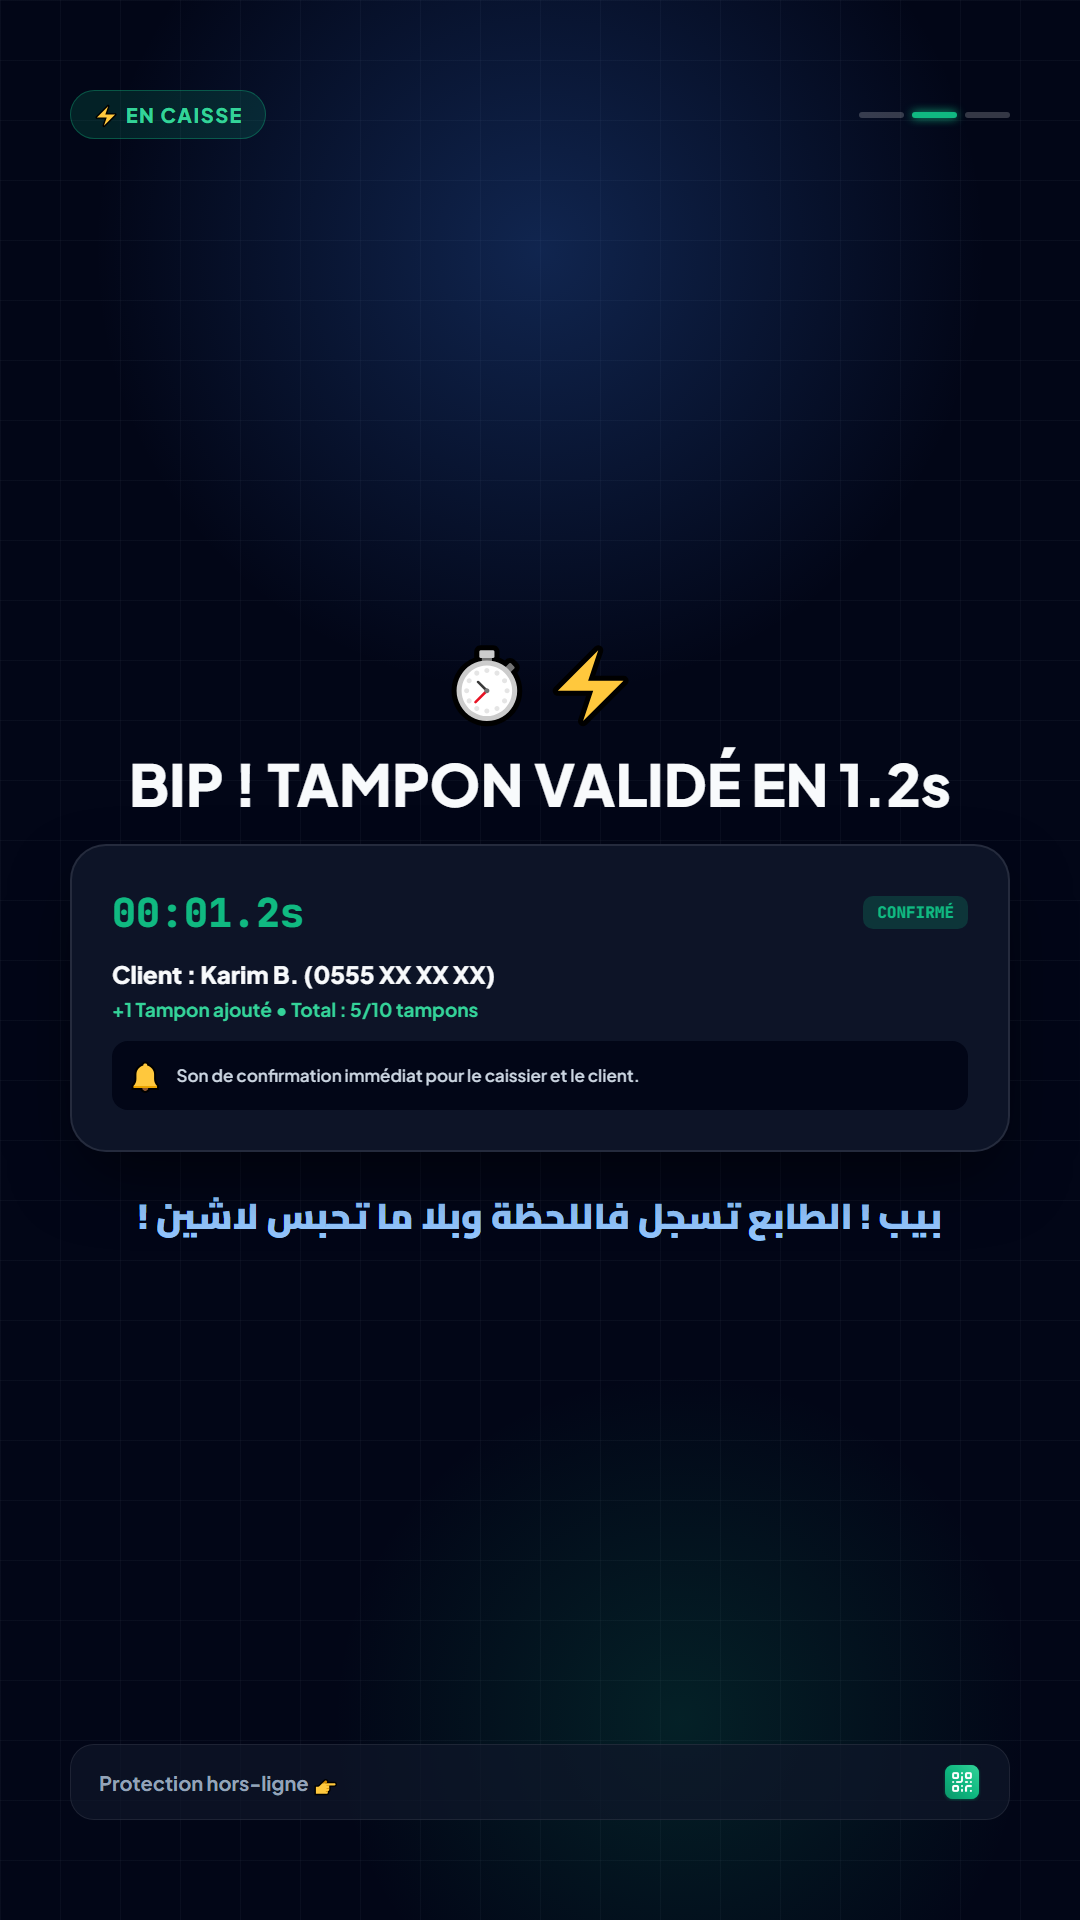 ⚡ EN CAISSE
⏱️ ⚡
BIP ! TAMPON VALIDÉ EN 1.2s
00:01.2s
CONFIRMÉ
Client : Karim B. (0555 XX XX XX)
+1 Tampon ajouté • Total : 5/10 tampons
🔔 Son de confirmation immédiat pour le caissier et le client.
بيب ! الطابع تسجل فاللحظة وبلا ما تحبس لاشين !
Protection hors-ligne 👉